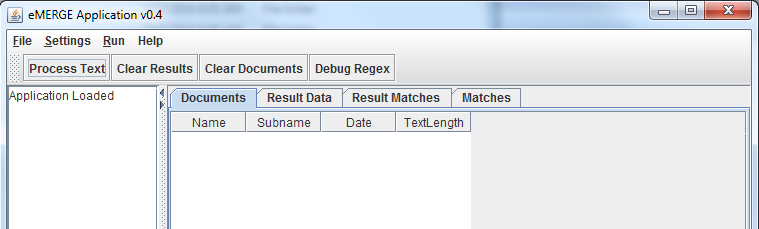 eMERGE Application v0.4
File Settings Run Help
Process Text Clear Results Clear Documents Debug Regex
Application Loaded
Documents Result Data Result Matches Matches
Name Subname Date TextLength